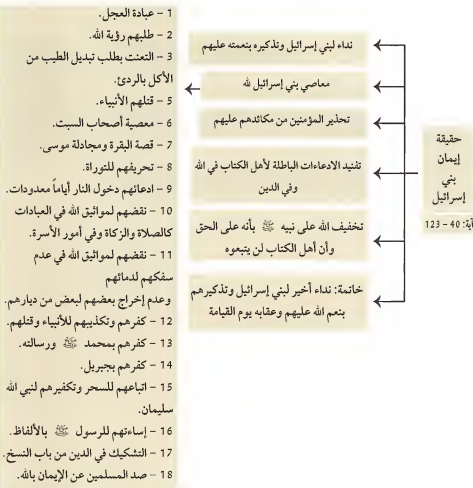 حقيقة
إيمان
بني
إسرائيل
آية: 40 – 123
نداء لبني إسرائيل وتذكيره بنعمته عليهم
معاصي بني إسرائيل لله
تحذير المؤمنين من مكائدهم عليهم
تفنيد الادعاءات الباطلة لأهل الكتاب في الله
وفي الدين
تخفيف الله على نبيه ﷺ بأنه على الحق
وأن أهل الكتاب لن يتبعوه
خاتمة: نداء أخير لبني إسرائيل وتذكيرهم
بنعم الله عليهم وعقابه يوم القيامة
1 – عبادة العجل.
2 – طلبهم رؤية الله.
3 – التعنت بطلب تبديل الطيب من
الأكل بالردئ.
5 – قتلهم الأنبياء.
6 – معصية أصحاب السبت.
7 – قصة البقرة ومجادلة موسى.
8 – تحريفهم للتوراة.
9 – ادعائهم دخول النار أياماً معدودات.
10 – نقضهم لمواثيق الله في العبادات
كالصلاة والزكاة وفي أمور الأسرة.
11 – نقضهم لمواثيق الله في عدم
سفكهم لدمائهم
وعدم إخراج بعضهم لبعض من ديارهم.
12 – كفرهم وتكذيبهم للأنبياء وقتلهم.
13 – كفرهم بمحمد ﷺ ورسالته.
14 – كفرهم بجبريل.
15 – اتباعهم للسحر وتكفيرهم لنبي الله
سليمان.
16 – إساءتهم للرسول ﷺ بالألفاظ.
17 – التشكيك في الدين من باب النسخ.
18 – صد المسلمين عن الإيمان بالله.